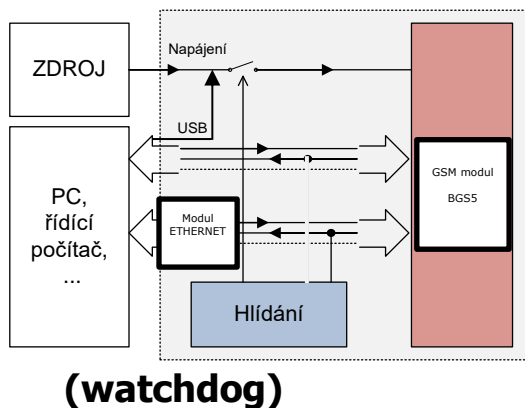 ZDROJ
Napájení
USB
PC,
řídící
počítač,
...
Modul
ETHERNET
GSM modul
BGS5
Hlídání
(watchdog)